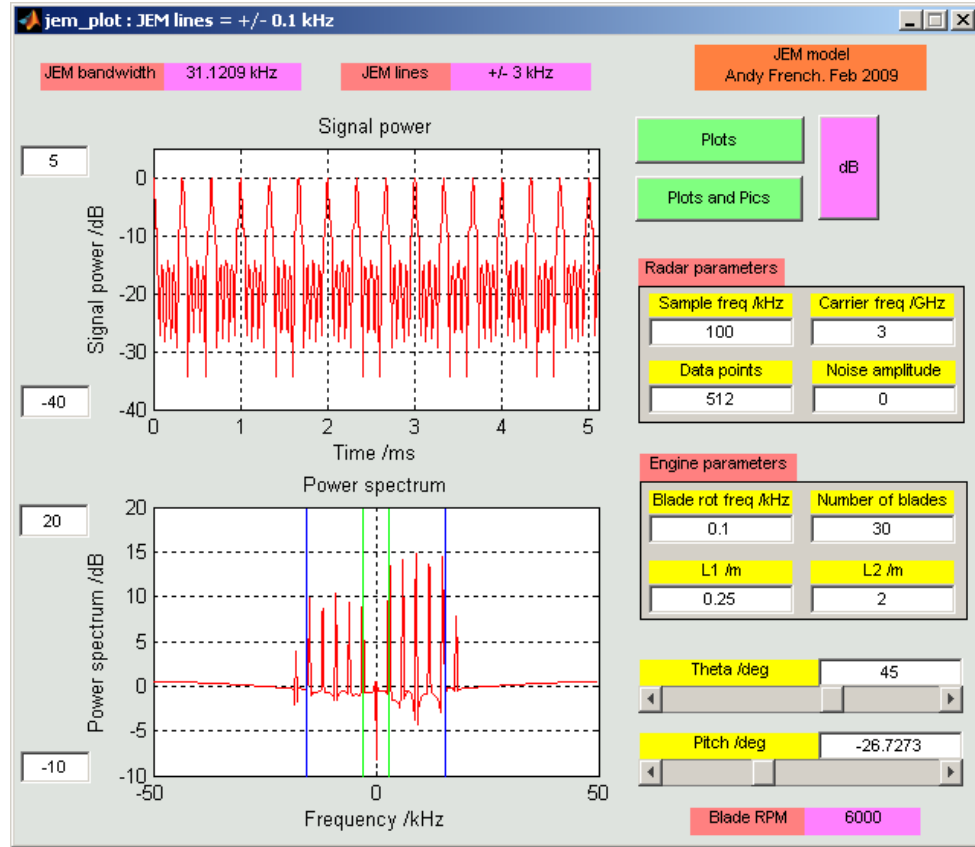 jem_plot : JEM lines = +/- 0.1 kHz
JEM bandwidth 31.1209 kHz JEM lines +/- 3 kHz
JEM model
Andy French. Feb 2009
Signal power
5
0
-10
-20
-30
-40
-40
Signal power /dB
0 1 2 3 4 5
Time /ms
Plots
Plots and Pics
dB
Radar parameters
Sample freq /kHz Carrier freq /GHz
100 3
Data points Noise amplitude
512 0
Power spectrum
20
20
15
10
5
0
-5
-10
-10
Power spectrum /dB
-50 0 50
Frequency /kHz
Engine parameters
Blade rot freq /kHz Number of blades
0.1 30
L1 /m L2 /m
0.25 2
Theta /deg 45
Pitch /deg -26.7273
Blade RPM 6000